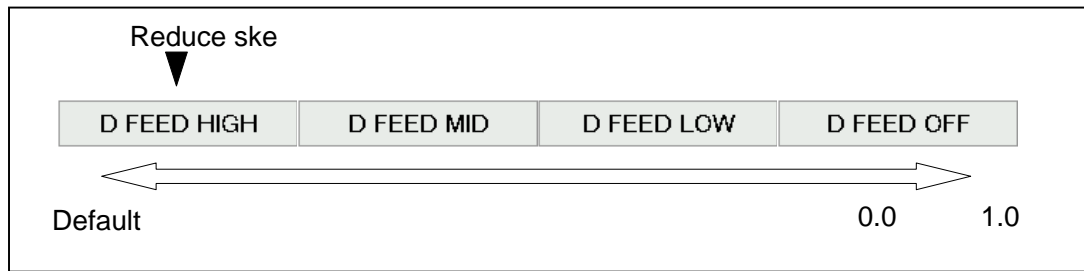 Reduce ske
D FEED HIGH D FEED MID D FEED LOW D FEED OFF
Default 0.0 1.0